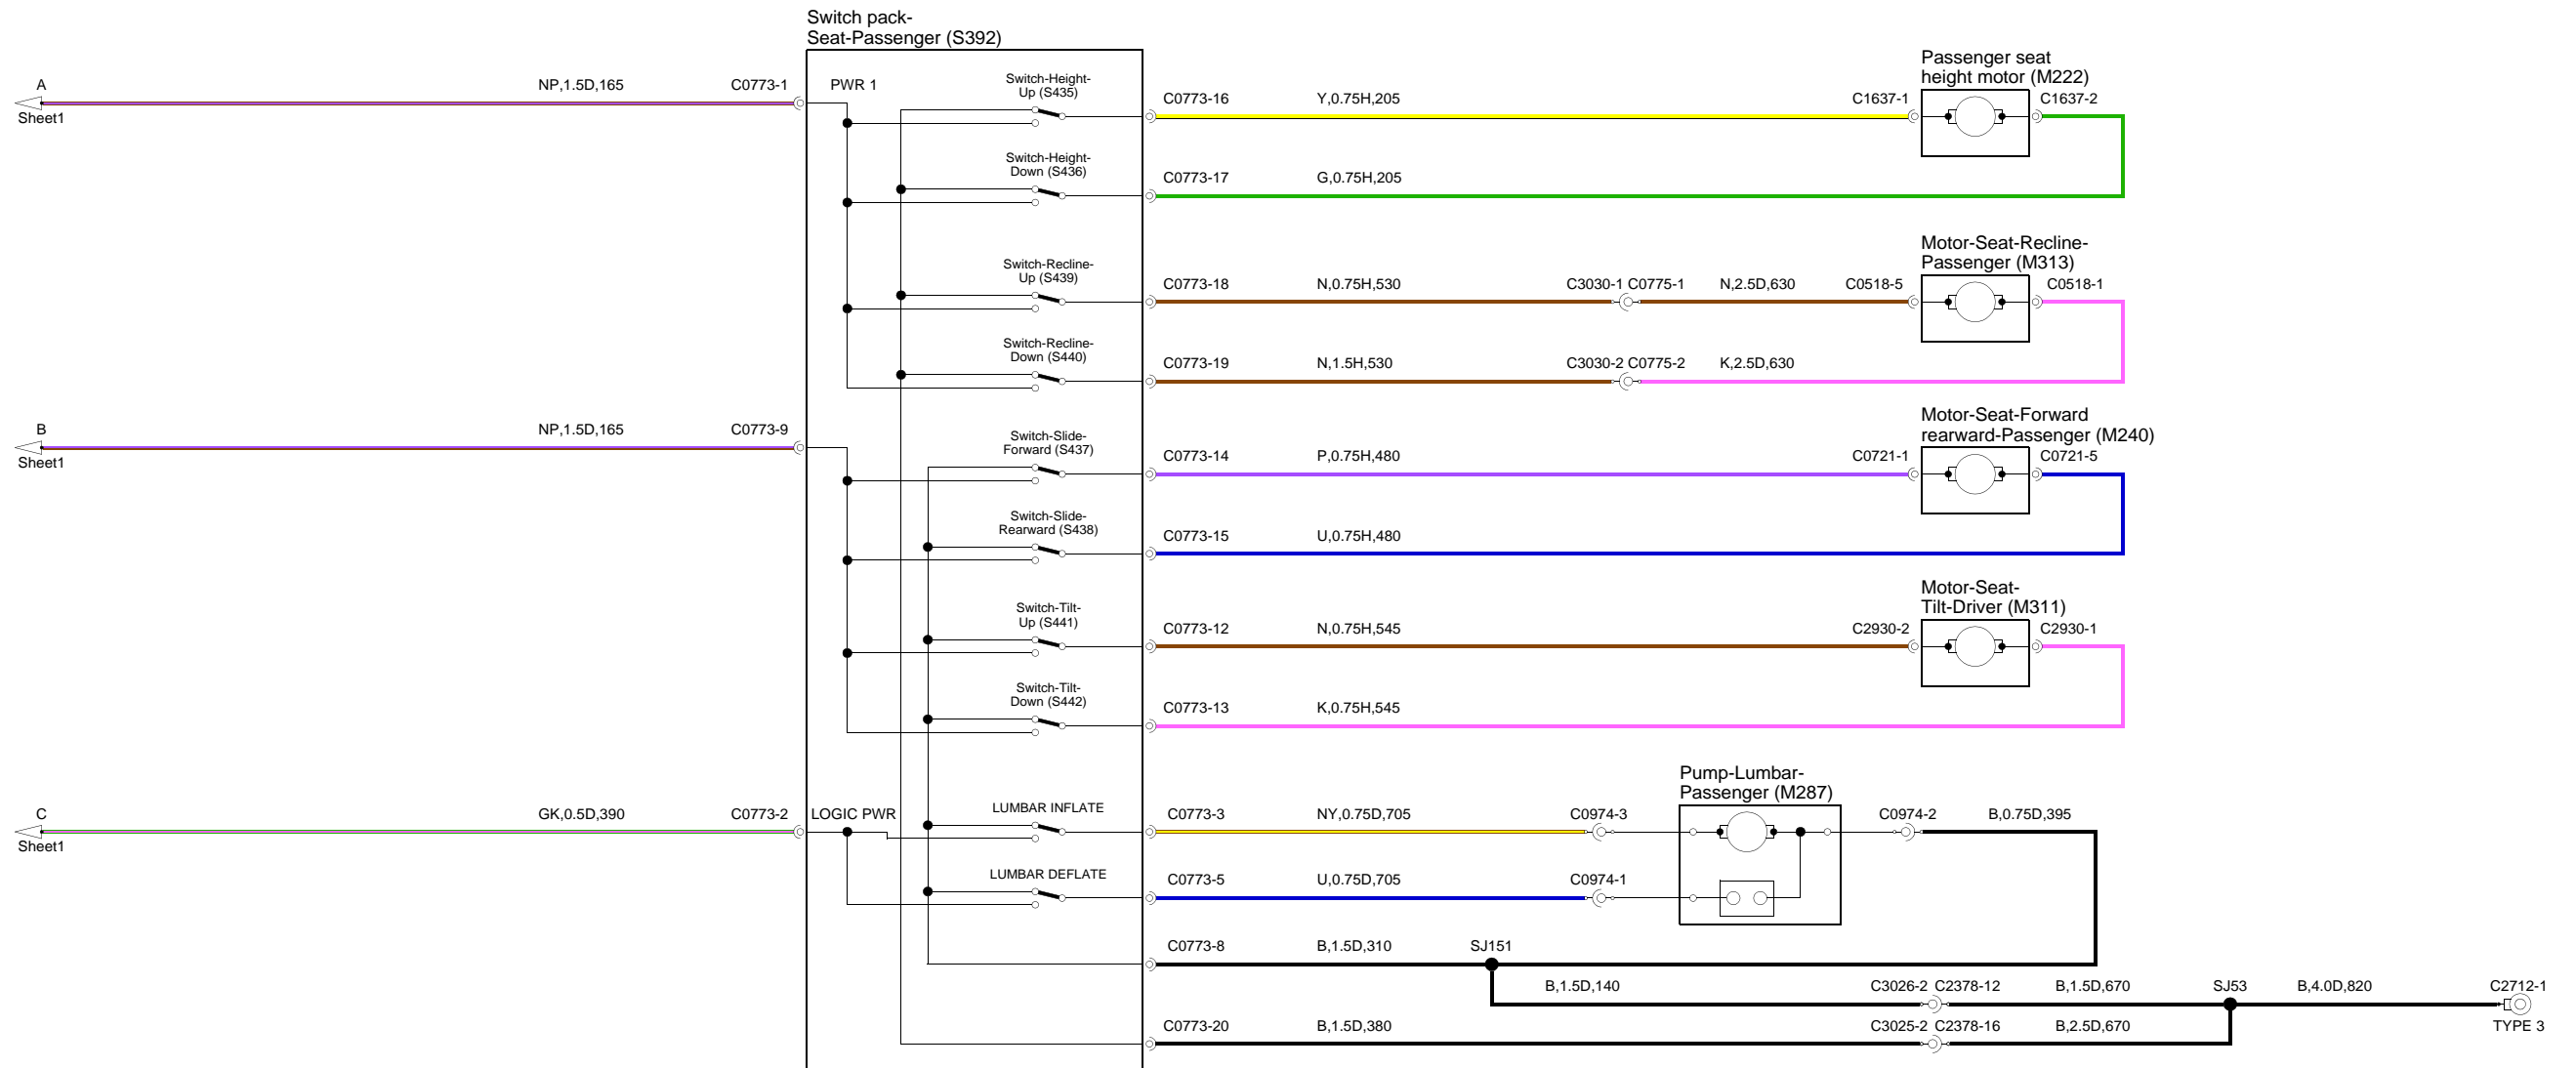 Switch pack-
Seat-Passenger (S392)
A
NP,1.5D,165
C0773-1
Sheet1
PWR 1
Switch-Height-
Up (S435)
C0773-16
Y,0.75H,205
C1637-1
Passenger seat
height motor (M222)
C1637-2
Switch-Height-
Down (S436)
C0773-17
G,0.75H,205
Switch-Recline-
Up (S439)
C0773-18
N,0.75H,530
C3030-1 C0775-1
N,2.5D,630
C0518-5
Motor-Seat-Recline-
Passenger (M313)
C0518-1
Switch-Recline-
Down (S440)
C0773-19
N,1.5H,530
C3030-2 C0775-2
K,2.5D,630
B
NP,1.5D,165
C0773-9
Sheet1
Switch-Slide-
Forward (S437)
C0773-14
P,0.75H,480
C0721-1
Motor-Seat-Forward
rearward-Passenger (M240)
C0721-5
Switch-Slide-
Rearward (S438)
C0773-15
U,0.75H,480
Switch-Tilt-
Up (S441)
C0773-12
N,0.75H,545
C2930-2
Motor-Seat-
Tilt-Driver (M311)
C2930-1
Switch-Tilt-
Down (S442)
C0773-13
K,0.75H,545
C
GK,0.5D,390
C0773-2
Sheet1
LOGIC PWR
LUMBAR INFLATE
C0773-3
NY,0.75D,705
C0974-3
Pump-Lumbar-
Passenger (M287)
C0974-2
B,0.75D,395
LUMBAR DEFLATE
C0773-5
U,0.75D,705
C0974-1
C0773-8
B,1.5D,310
SJ151
B,1.5D,140
C3026-2 C2378-12
B,1.5D,670
SJ53
B,4.0D,820
C2712-1
TYPE 3
C0773-20
B,1.5D,380
C3025-2 C2378-16
B,2.5D,670